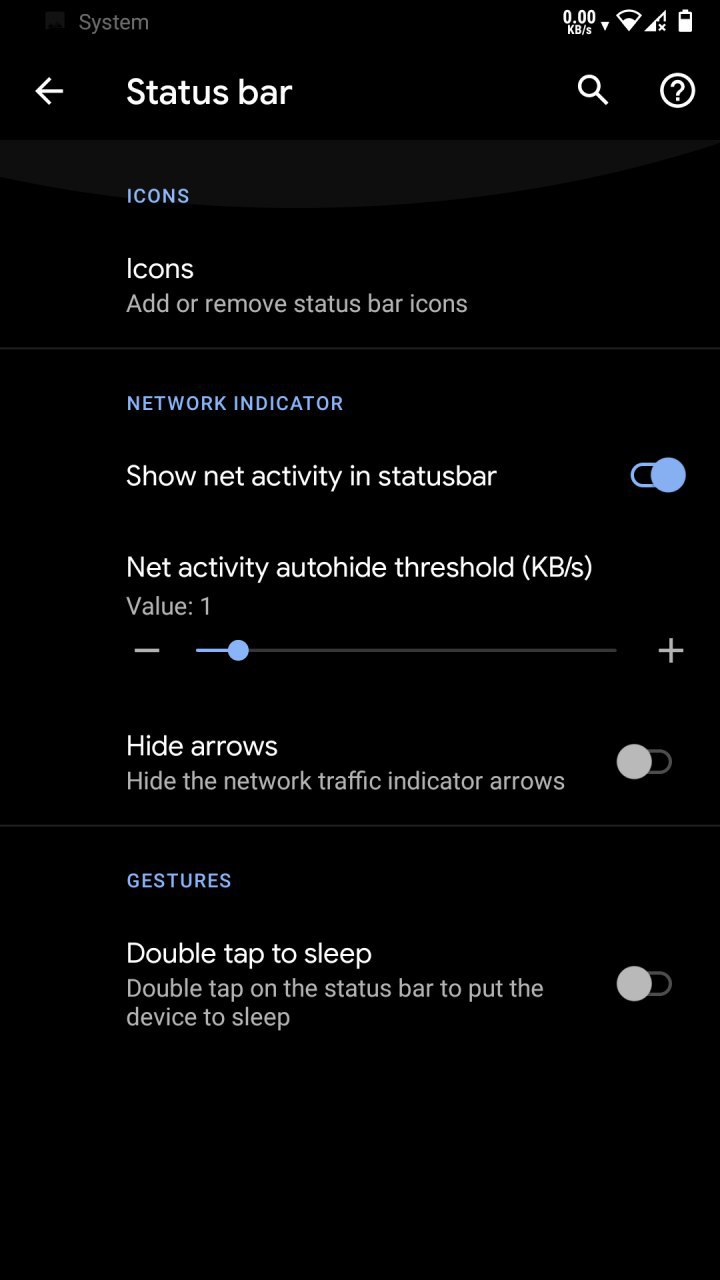 System
0.00
KB/s
Status bar
ICONS
Icons
Add or remove status bar icons
NETWORK INDICATOR
Show net activity in statusbar
Net activity autohide threshold (KB/s)
Value: 1
Hide arrows
Hide the network traffic indicator arrows
GESTURES
Double tap to sleep
Double tap on the status bar to put the
device to sleep